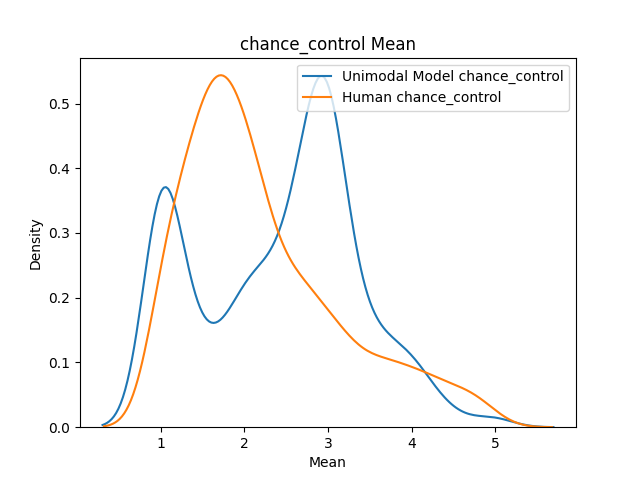 chance_control Mean
Unimodal Model chance_control
Human chance_control
Density
0.5
0.4
0.3
0.2
0.1
0.0
1 2 3 4 5
Mean